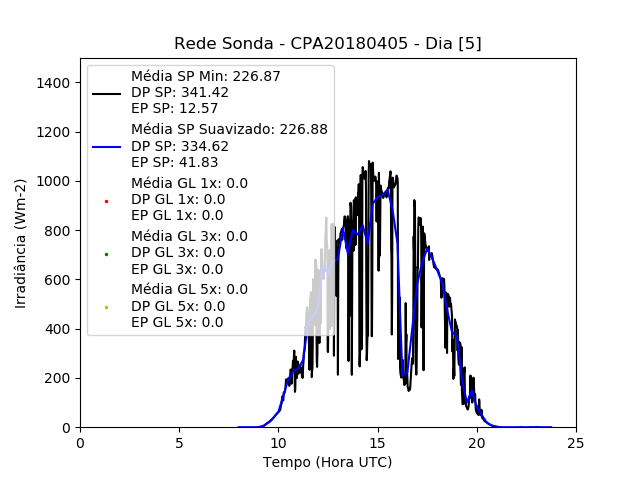 Rede Sonda - CPA20180405 - Dia [5]
Irradiância (Wm-2)
1400
1200
1000
800
600
400
200
0
Média SP Min: 226.87
DP SP: 341.42
EP SP: 12.57
Média SP Suavizado: 226.88
DP SP: 334.62
EP SP: 41.83
Média GL 1x: 0.0
DP GL 1x: 0.0
EP GL 1x: 0.0
Média GL 3x: 0.0
DP GL 3x: 0.0
EP GL 3x: 0.0
Média GL 5x: 0.0
DP GL 5x: 0.0
EP GL 5x: 0.0
0 5 10 15 20 25
Tempo (Hora UTC)